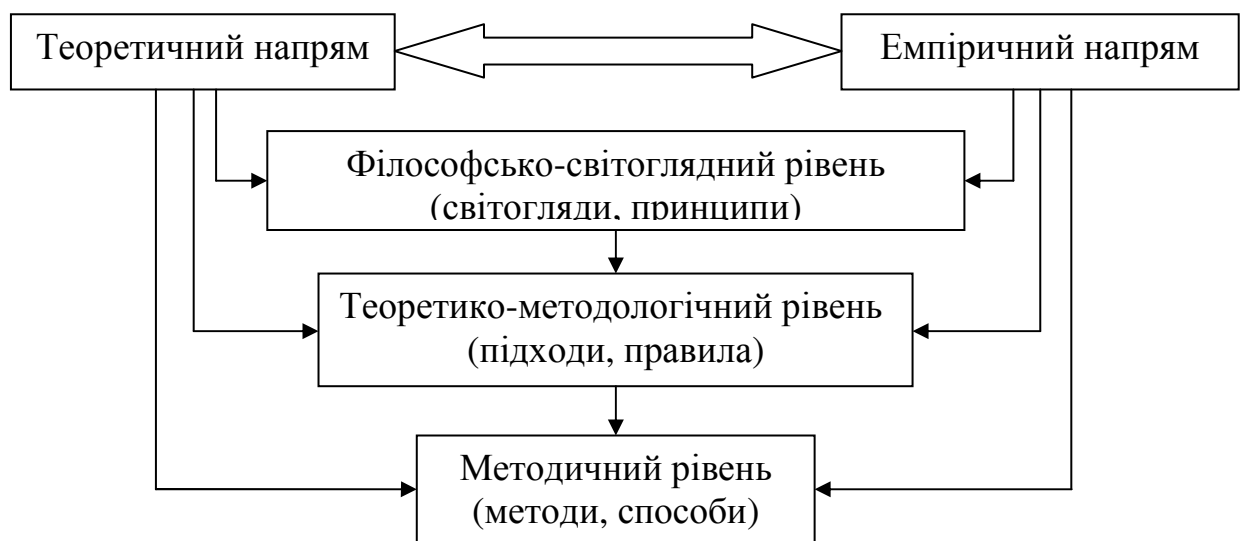 Теоретичний напрям
Емпіричний напрям
Філософсько-світоглядний рівень
(світогляди, принципи)
Теоретико-методологічний рівень
(підходи, правила)
Методичний рівень
(методи, способи)